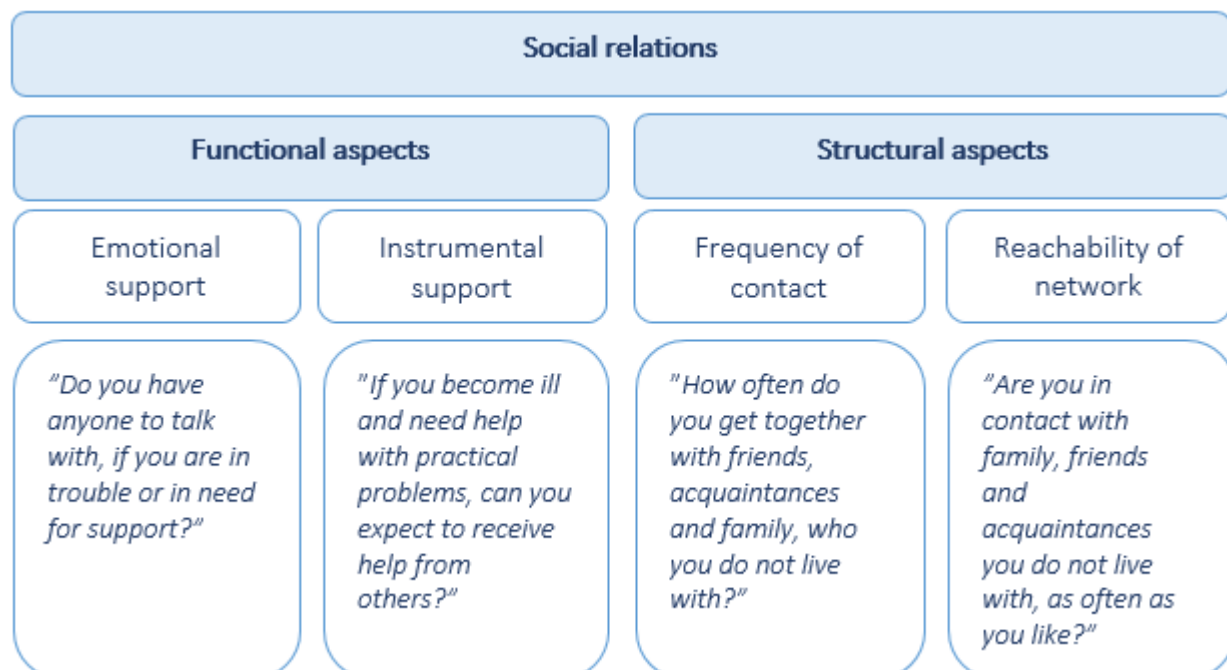 Social relations
Functional aspects
Structural aspects
Emotional
support
Instrumental
support
Frequency of
contact
Reachability of
network
"Do you have
anyone to talk
with, if you are in
trouble or in need
for support?"
"If you become ill
and need help
with practical
problems, can you
expect to receive
help from
others?"
"How often do
you get together
with friends,
acquaintances
and family, who
you do not live
with?"
"Are you in
contact with
family, friends
and
acquaintances
you do not live
with, as often as
you like?"